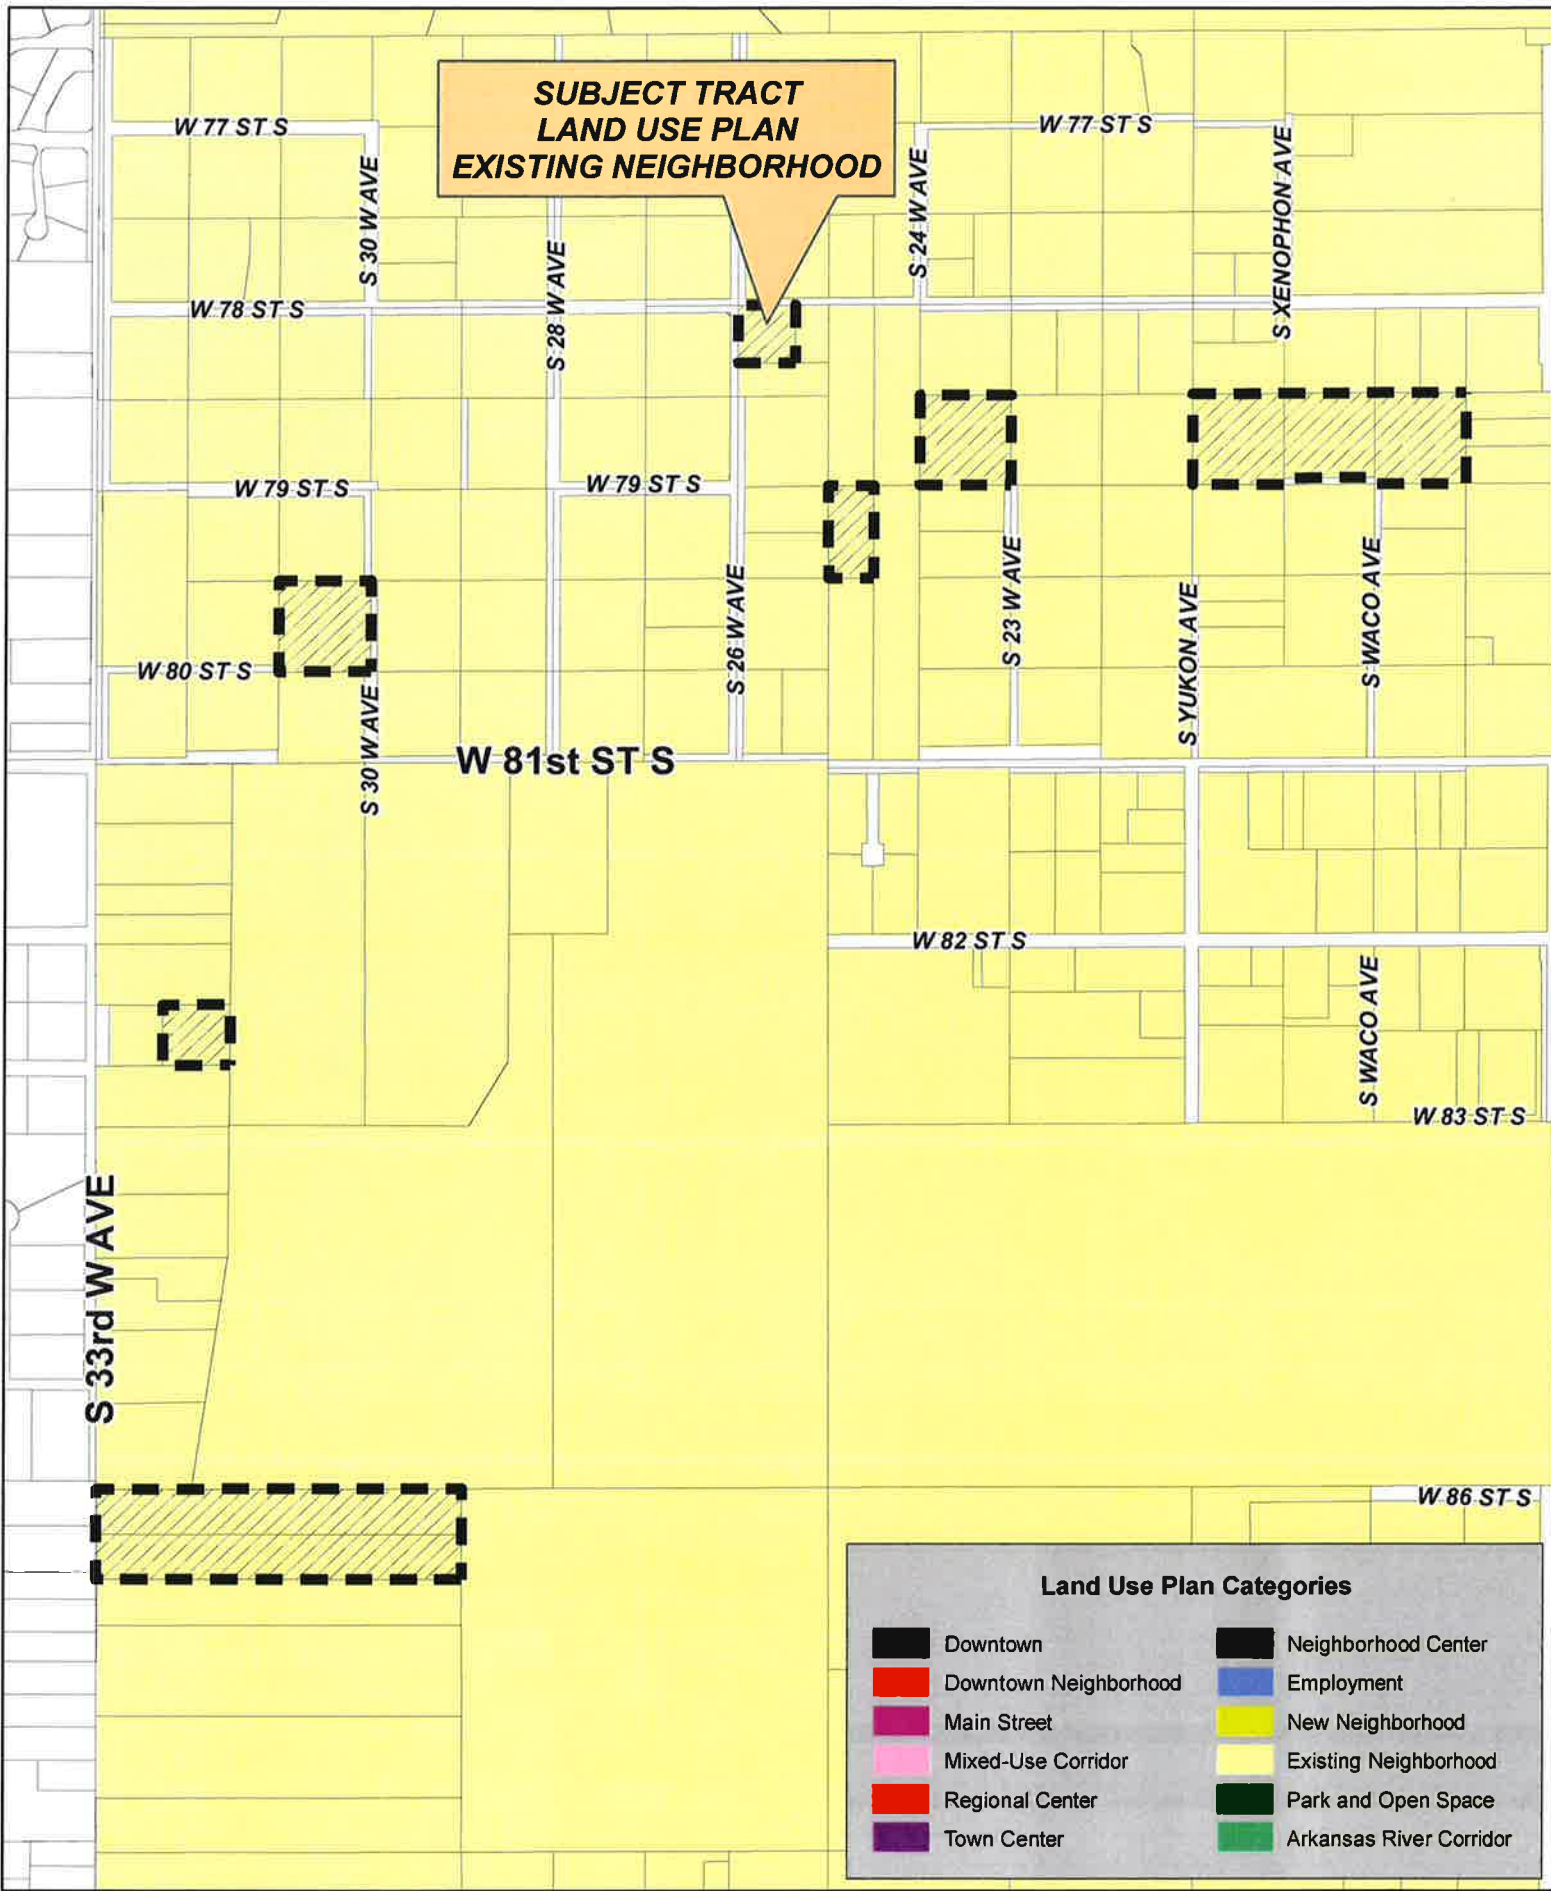 SUBJECT TRACT
LAND USE PLAN
EXISTING NEIGHBORHOOD
W 77 ST S
W 77 ST S
S 30 W AVE
S 28 W AVE
S 24 W AVE
S XENOPHON AVE
W 78 ST S
W 79 ST S
W 79 ST S
S 26 W AVE
S 23 W AVE
S YUKON AVE
S WACO AVE
W 80 ST S
S 30 W AVE
W 81st ST S
W 82 ST S
S WACO AVE
W 83 ST S
S 33rd W AVE
W 86 ST S
Land Use Plan Categories
Downtown
Downtown Neighborhood
Main Street
Mixed-Use Corridor
Regional Center
Town Center
Neighborhood Center
Employment
New Neighborhood
Existing Neighborhood
Park and Open Space
Arkansas River Corridor